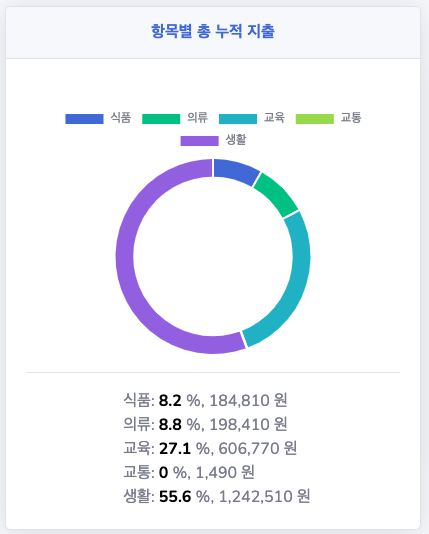 항목별 총 누적 지출
식품 의류 교육 교통
생활
식품: 8.2 %, 184,810 원
의류: 8.8 %, 198,410 원
교육: 27.1 %, 606,770 원
교통: 0 %, 1,490 원
생활: 55.6 %, 1,242,510 원